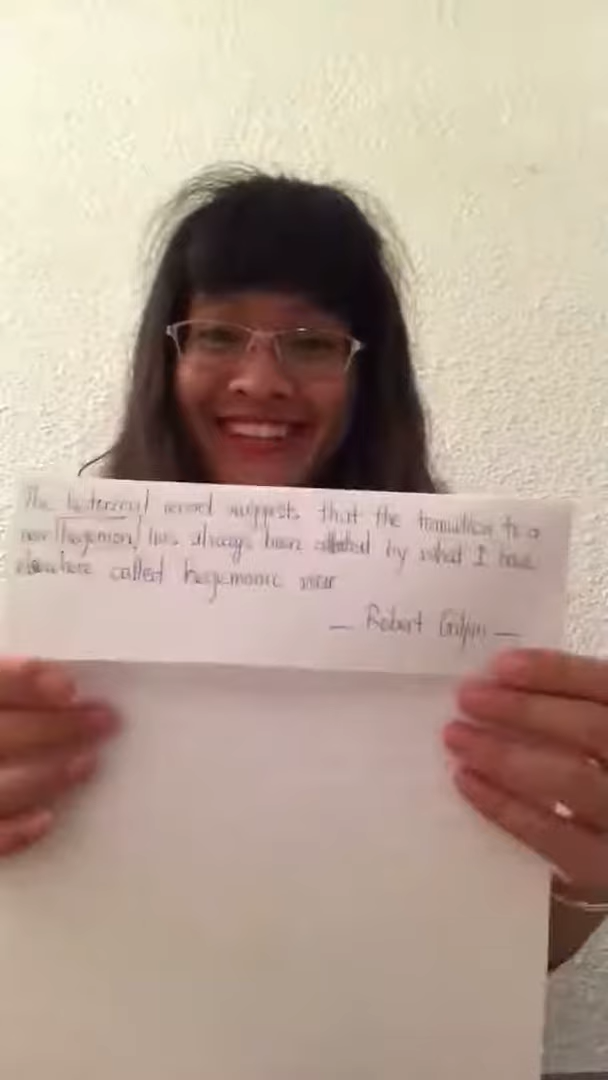 The historical record suggests that the transition to a
new hegemon has always been attended by what I have
elsewhere called hegemonic war
— Robert Gilpin —